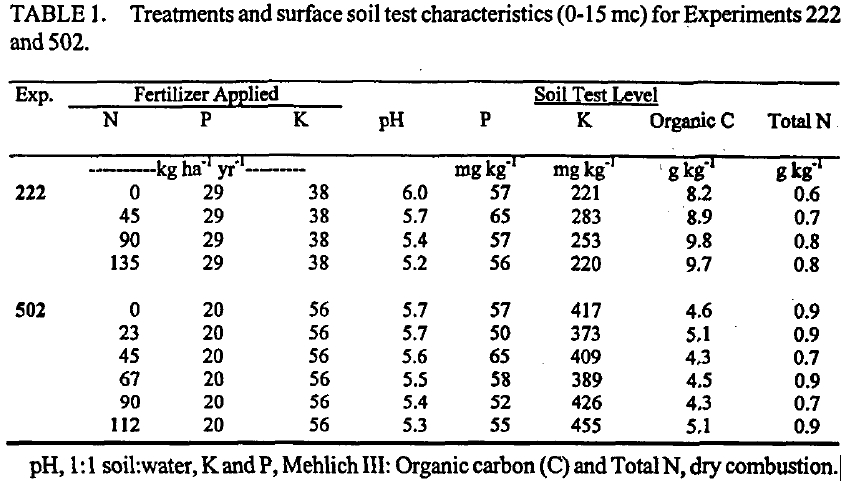 TABLE 1. Treatments and surface soil test characteristics (0-15 mc) for Experiments 222
and 502.
Exp. Fertilizer Applied Soil Test Level
N P K pH P K Organic C Total N
----------kg ha⁻¹ yr⁻¹--------- mg kg⁻¹ mg kg⁻¹ g kg⁻¹ g kg⁻¹
222 0 29 38 6.0 57 221 8.2 0.6
45 29 38 5.7 65 283 8.9 0.7
90 29 38 5.4 57 253 9.8 0.8
135 29 38 5.2 56 220 9.7 0.8
502 0 20 56 5.7 57 417 4.6 0.9
23 20 56 5.7 50 373 5.1 0.9
45 20 56 5.6 65 409 4.3 0.7
67 20 56 5.5 58 389 4.5 0.9
90 20 56 5.4 52 426 4.3 0.7
112 20 56 5.3 55 455 5.1 0.9
pH, 1:1 soil:water, K and P, Mehlich III: Organic carbon (C) and Total N, dry combustion.